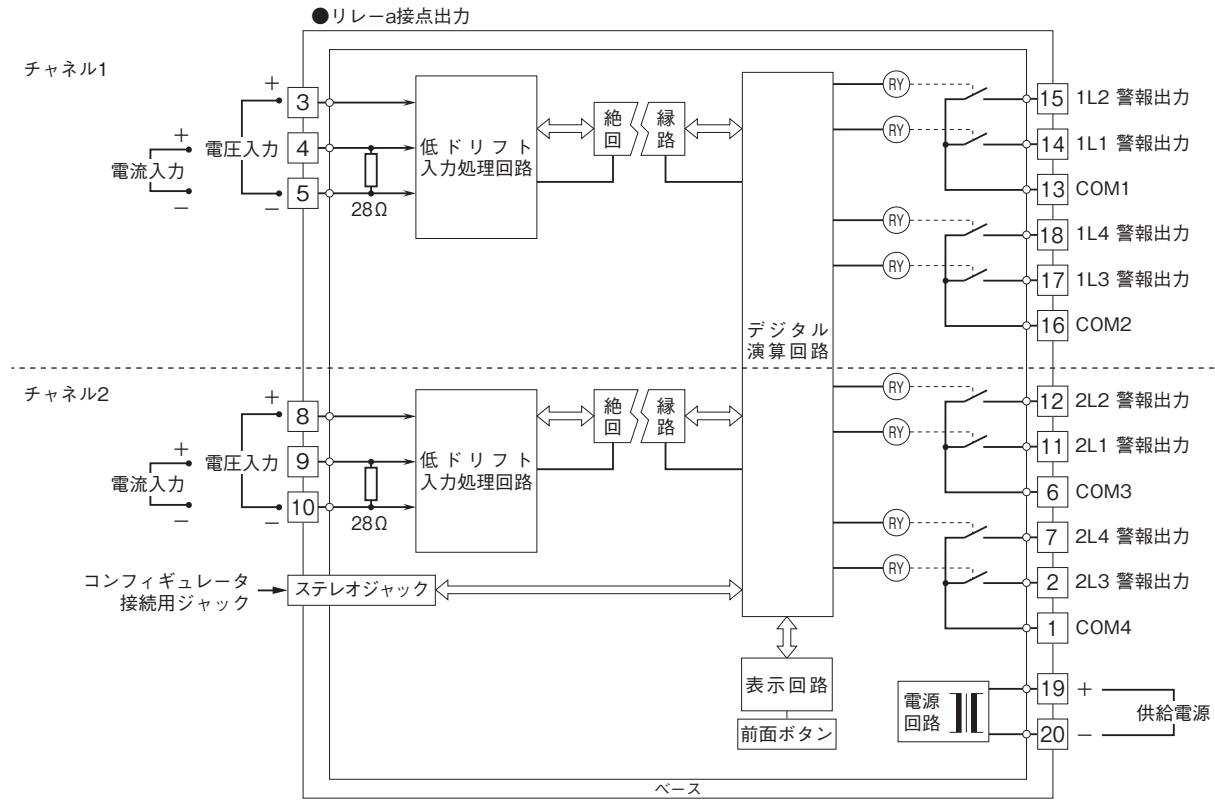 ●リレーa接点出力
チャネル1
+
3
電圧入力
4
+
電流入力
−
−
5
28Ω
低ドリフト
入力処理回路
絶縁
回路
デジタル
演算回路
RY
15 1L2 警報出力
RY
14 1L1 警報出力
13 COM1
RY
18 1L4 警報出力
RY
17 1L3 警報出力
16 COM2
チャネル2
+
8
電圧入力
9
+
電流入力
−
−
10
28Ω
低ドリフト
入力処理回路
絶縁
回路
RY
12 2L2 警報出力
RY
11 2L1 警報出力
6 COM3
RY
7 2L4 警報出力
RY
2 2L3 警報出力
1 COM4
コンフィギュレータ
接続用ジャック
ステレオジャック
表示回路
前面ボタン
電源
回路
19 +
供給電源
20 −
ベース